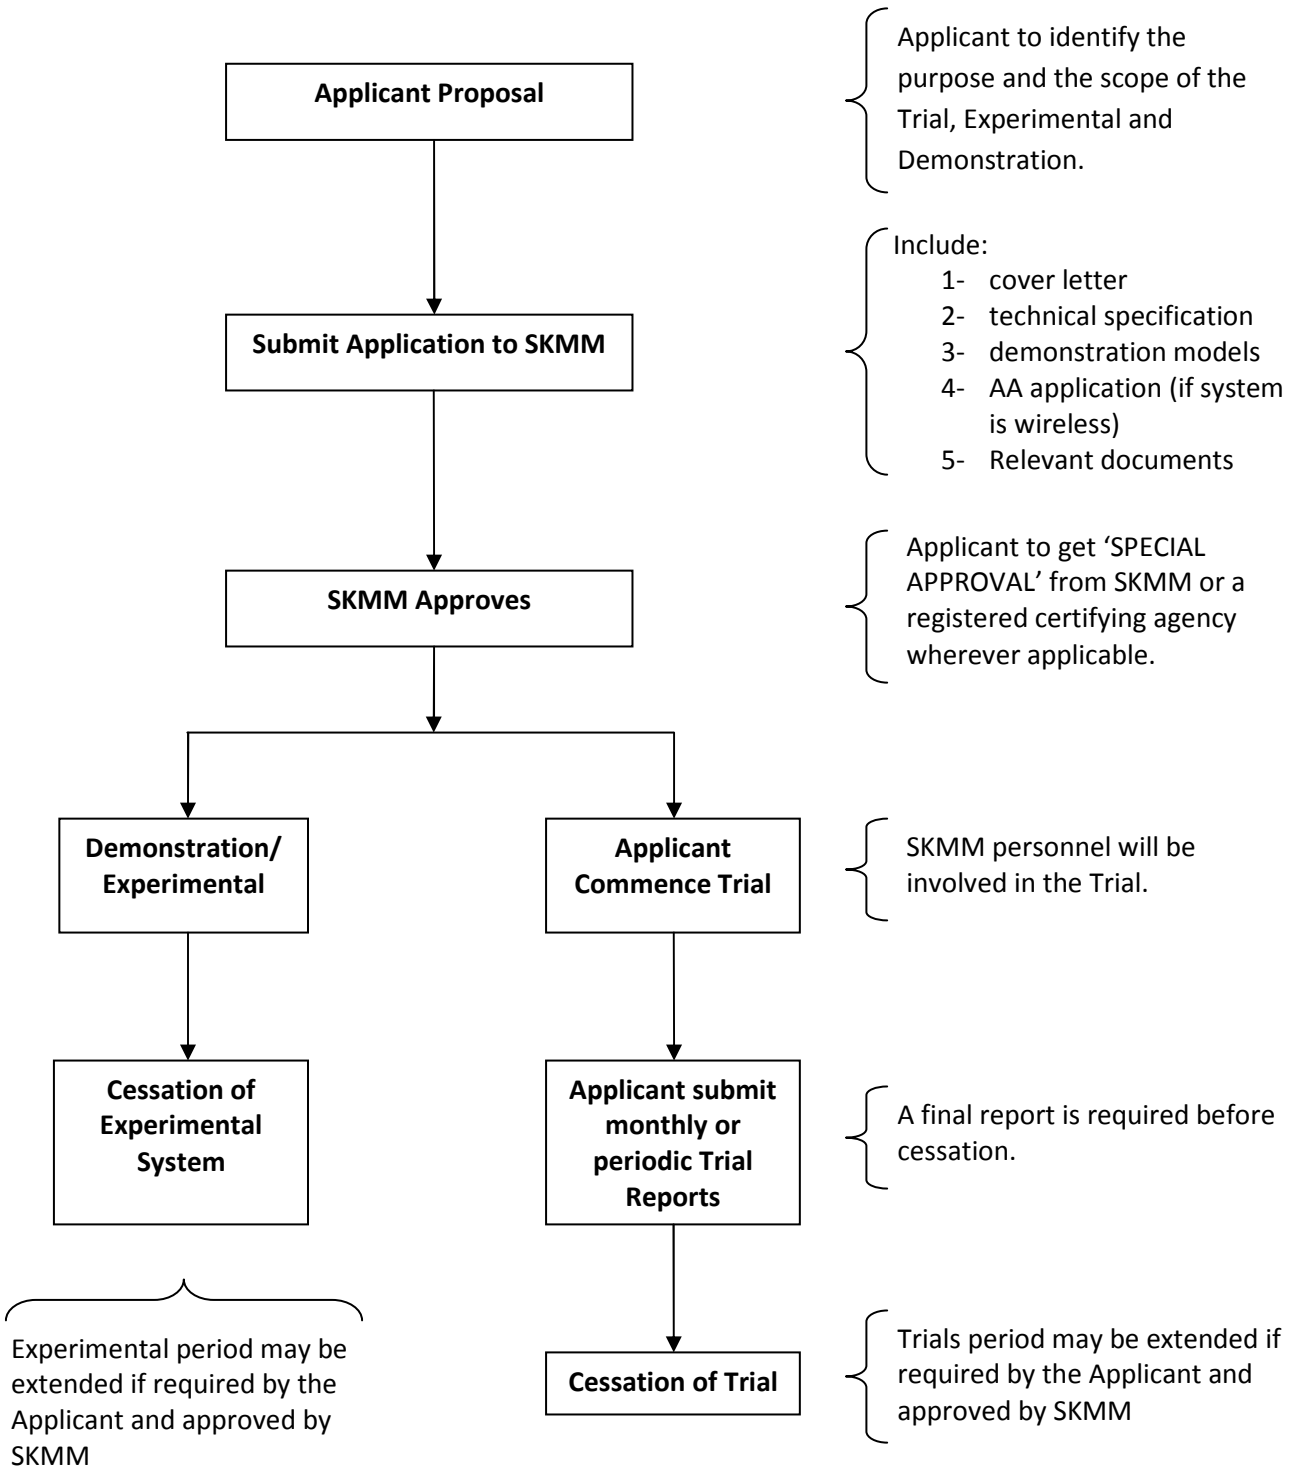 Applicant Proposal
Applicant to identify the
purpose and the scope of the
Trial, Experimental and
Demonstration.
Submit Application to SKMM
Include:
1- cover letter
2- technical specification
3- demonstration models
4- AA application (if system
is wireless)
5- Relevant documents
SKMM Approves
Applicant to get ‘SPECIAL
APPROVAL’ from SKMM or a
registered certifying agency
wherever applicable.
Demonstration/
Experimental
Applicant
Commence Trial
SKMM personnel will be
involved in the Trial.
Cessation of
Experimental
System
Applicant submit
monthly or
periodic Trial
Reports
A final report is required before
cessation.
Experimental period may be
extended if required by the
Applicant and approved by
SKMM
Cessation of Trial
Trials period may be extended if
required by the Applicant and
approved by SKMM